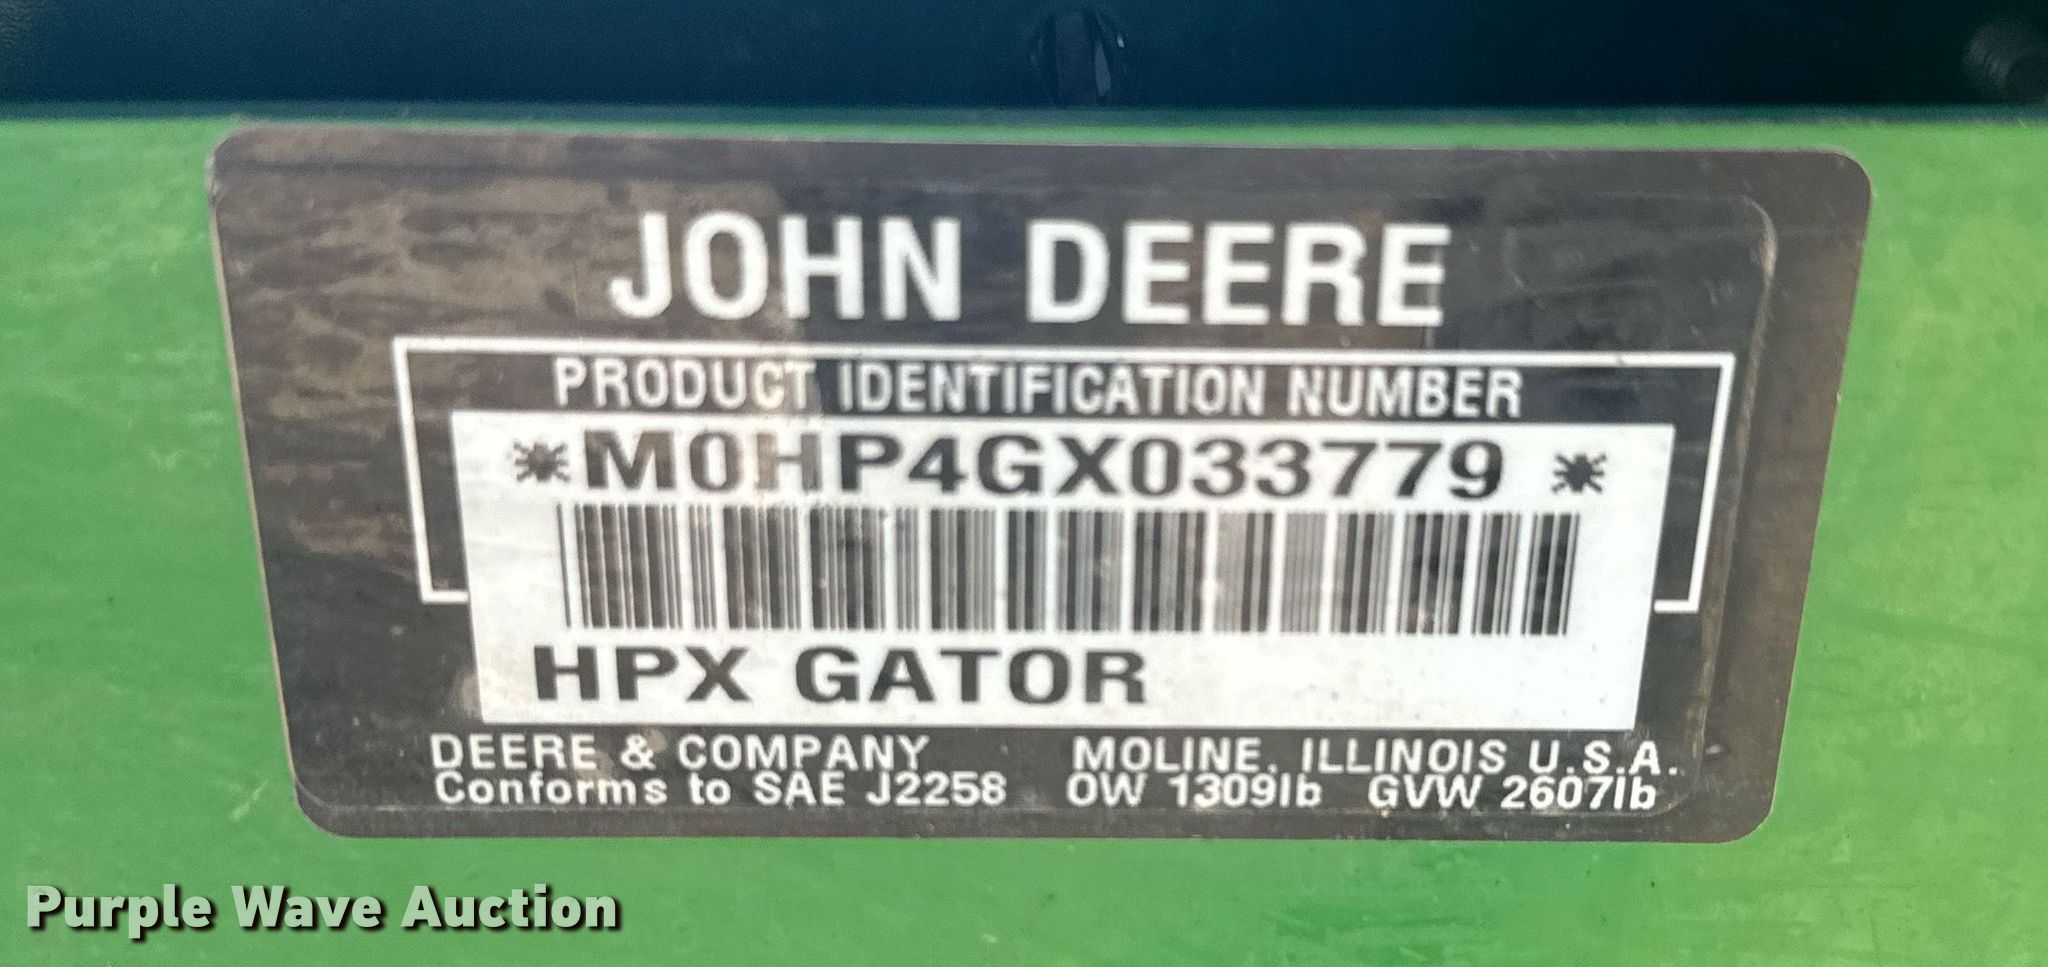 JOHN DEERE
PRODUCT IDENTIFICATION NUMBER
*M0HP4GX033779*
HPX GATOR
DEERE & COMPANY MOLINE, ILLINOIS U.S.A.
Conforms to SAE J2258 OW 1309lb GVW 2607lb
Purple Wave Auction